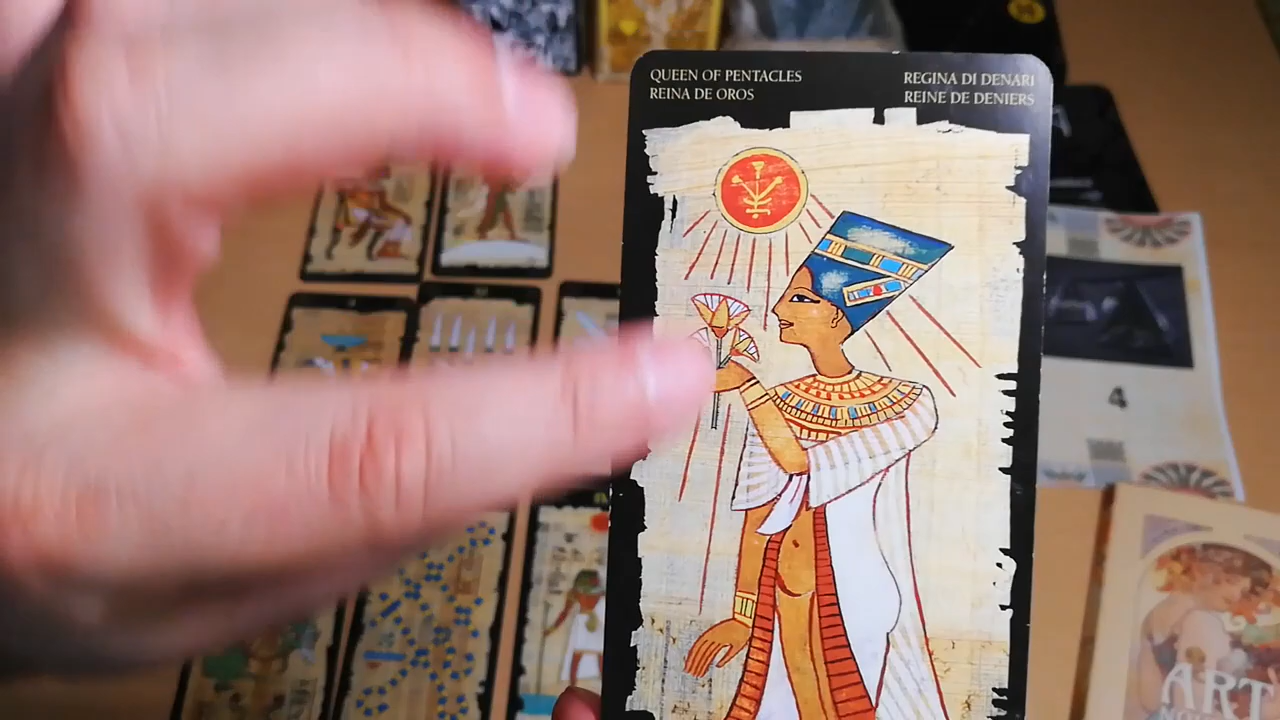 QUEEN OF PENTACLES
REINA DE OROS
REGINA DI DENARI
REINE DE DENIERS
4
ART